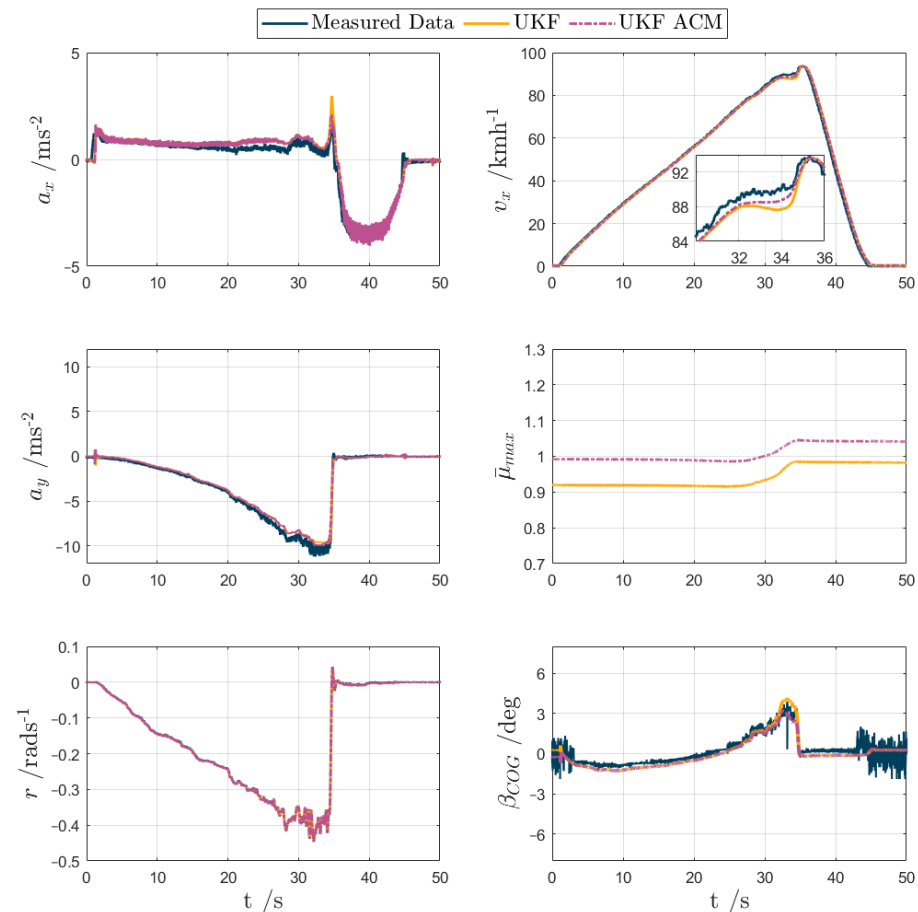 Measured Data UKF UKF ACM
a_x /ms⁻²
5
0
−5
0 10 20 30 40 50
v_x /kmh⁻¹
100
80
60
40
20
0
92
88
84
32 34 36
0 10 20 30 40 50
a_y /ms⁻²
10
5
0
−5
−10
0 10 20 30 40 50
μ̄_max
1.3
1.2
1.1
1
0.9
0.8
0.7
0 10 20 30 40 50
r /rads⁻¹
0.1
0
−0.1
−0.2
−0.3
−0.4
−0.5
0 10 20 30 40 50
t /s
β_COG /deg
6
3
0
−3
−6
0 10 20 30 40 50
t /s